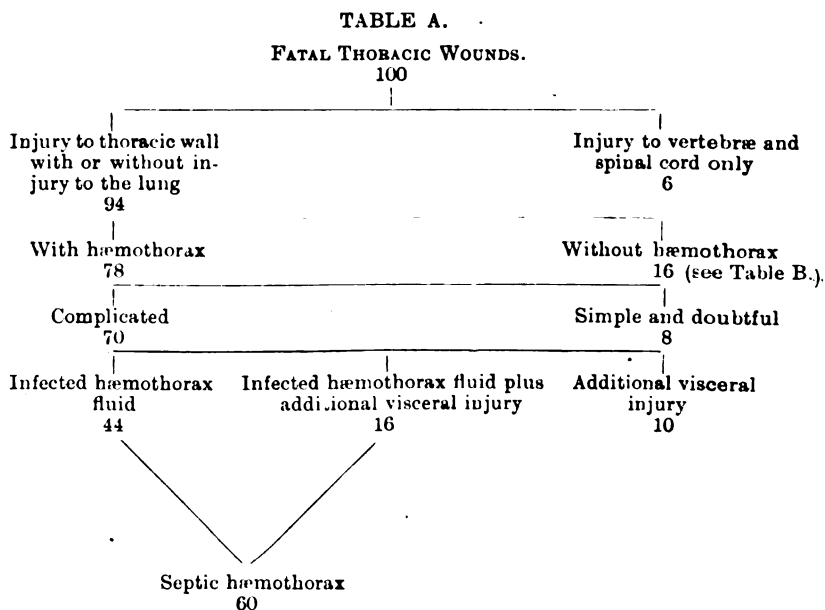 TABLE A.
FATAL THORACIC WOUNDS.
100
Injury to thoracic wall
with or without in-
jury to the lung
94
Injury to vertebræ and
spinal cord only
6
With hæmothorax
78
Without hæmothorax
16 (see Table B.).
Complicated
70
Simple and doubtful
8
Infected hæmothorax
fluid
44
Infected hæmothorax fluid plus
additional visceral injury
16
Additional visceral
injury
10
Septic hæmothorax
60